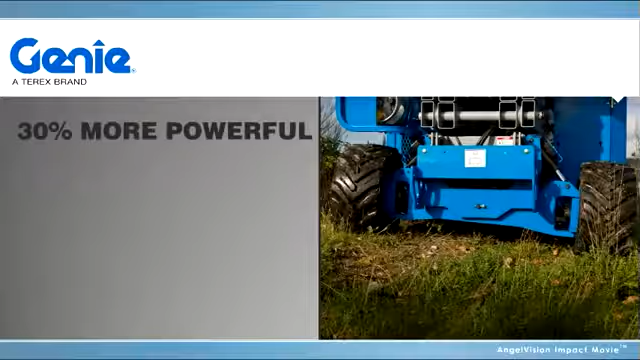 Genie
A TEREX BRAND
30% MORE POWERFUL
AngelVision Impact Movie™